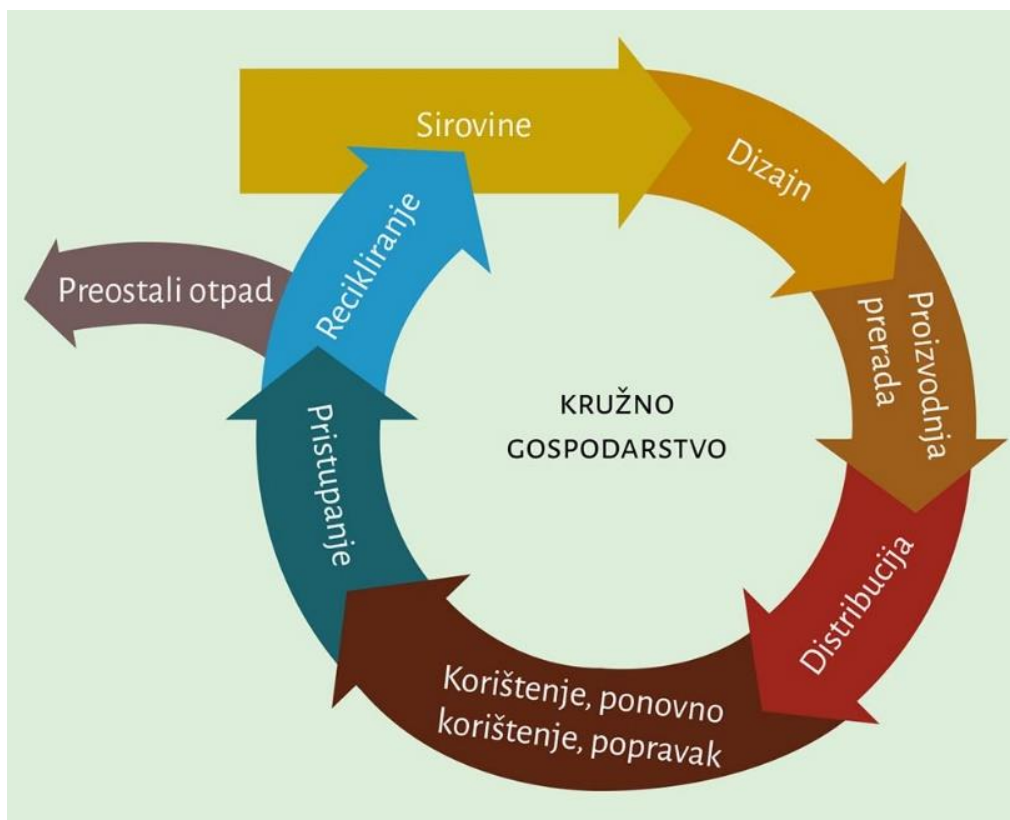 Sirovine
Dizajn
Proizvodnja
prerada
Distribucija
Korištenje, ponovno
korištenje, popravak
Pristupanje
Recikliranje
Preostali otpad
KRUŽNO
GOSPODARSTVO